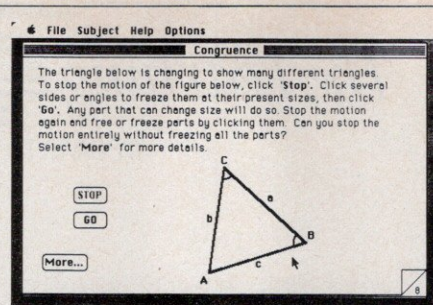 File Subject Help Options
Congruence
The triangle below is changing to show many different triangles.
To stop the motion of the figure below, click 'Stop'. Click several
sides or angles to freeze them at their present sizes, then click
'Go'. Any part that can change size will do so. Stop the motion
again and free or freeze parts by clicking them. Can you stop the
motion entirely without freezing all the parts?
Select 'More' for more details.
C
STOP
a
b
GO
B
More...
c
A
8